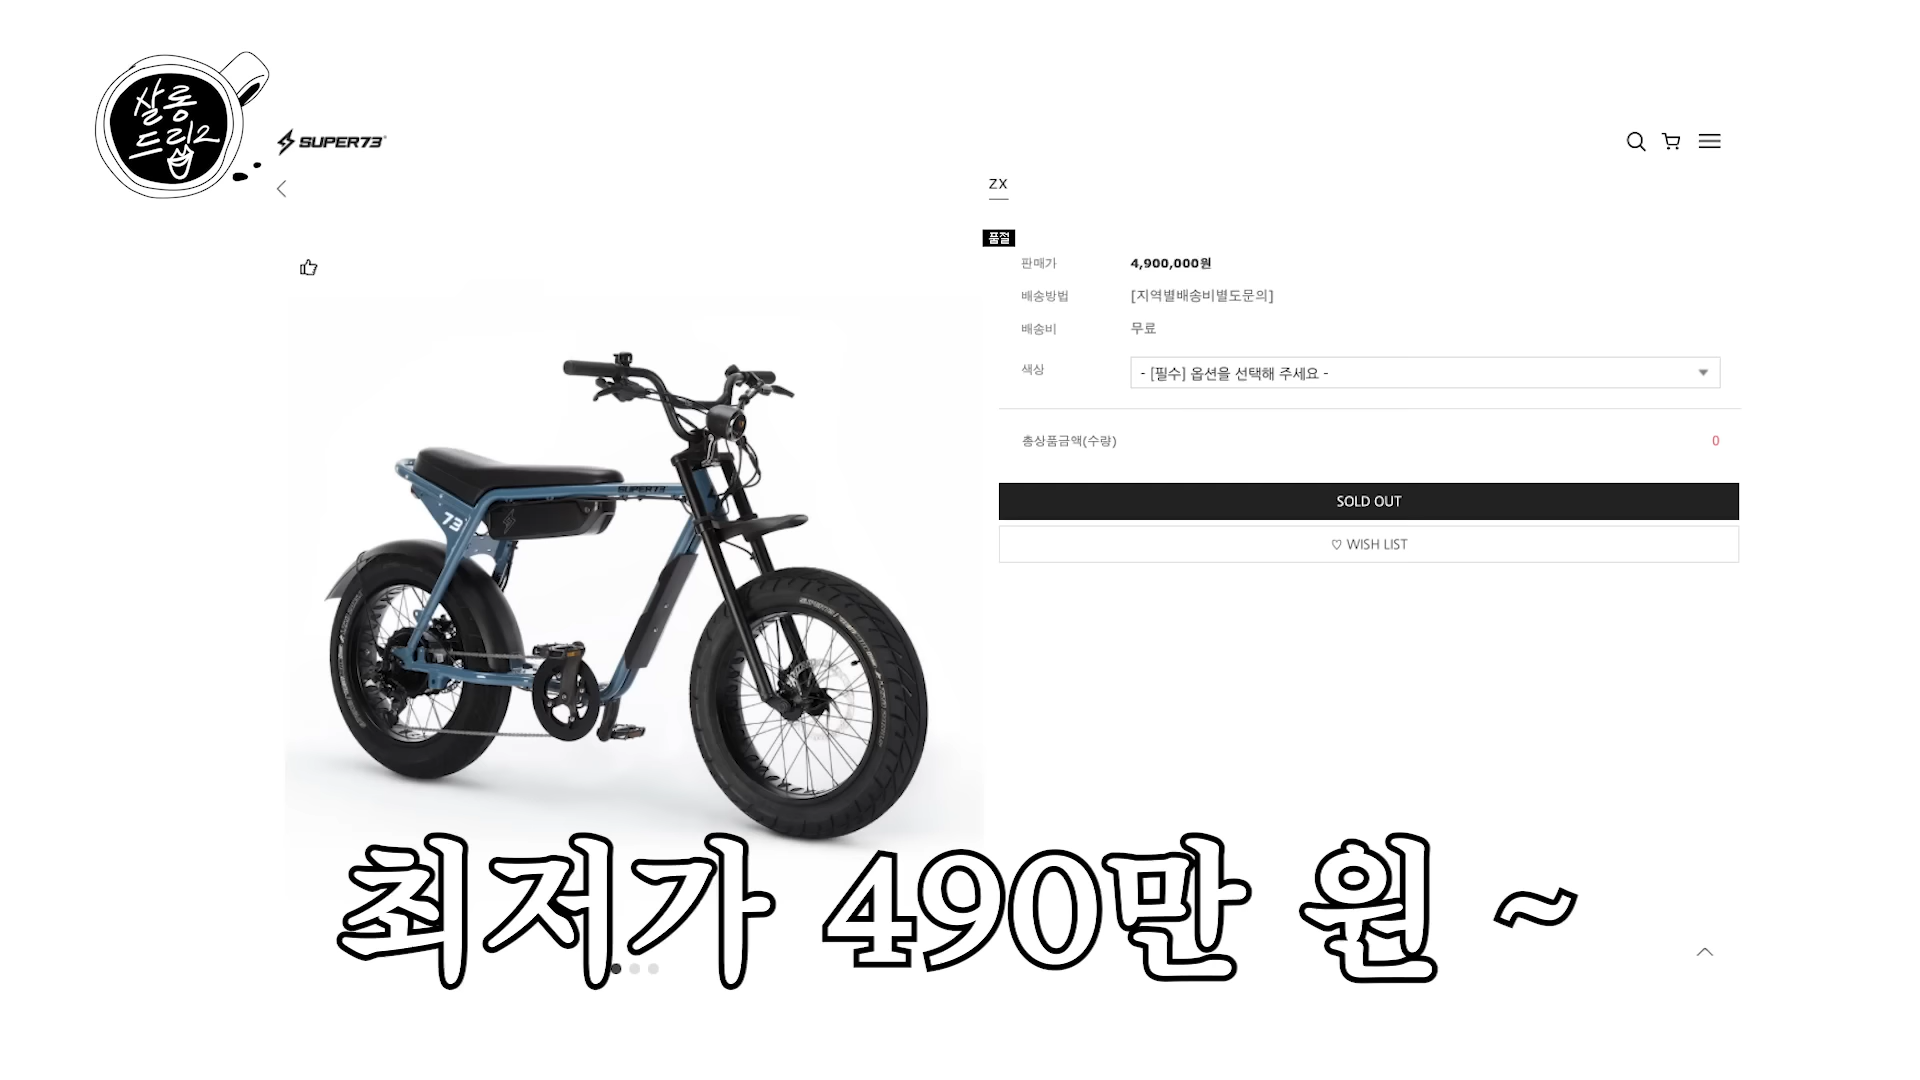 살롱
드립2
SUPER73
ZX
품절
판매가 4,900,000원
배송방법 [지역별배송비별도문의]
배송비 무료
색상 - [필수] 옵션을 선택해 주세요 -
총상품금액(수량) 0
SOLD OUT
♡ WISH LIST
SUPER73
73
SUPER73
최저가 490만 원 ~